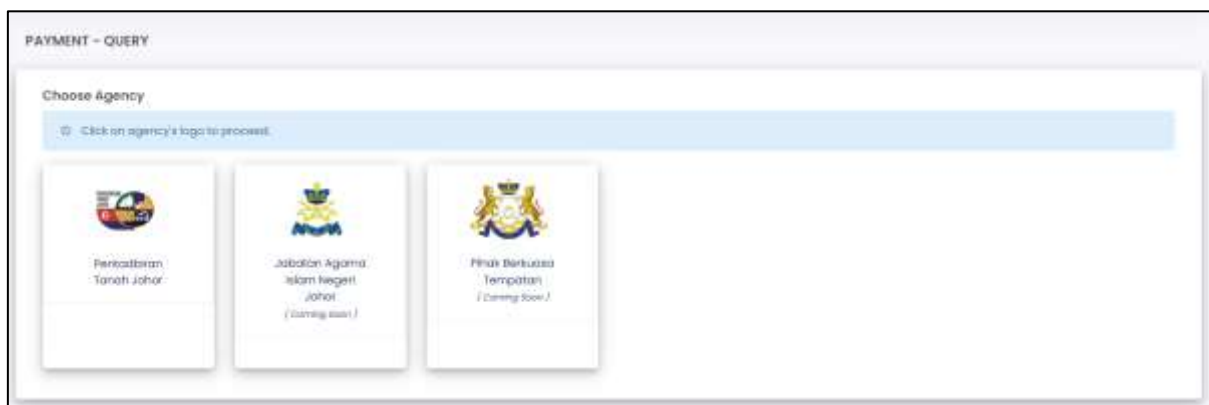 PAYMENT - QUERY
Choose Agency
Click on agency's logo to proceed.
Pentadbiran
Tanah Johor
Jabatan Agama
Islam Negeri
Johor
( Coming Soon )
Pihak Berkuasa
Tempatan
( Coming Soon )